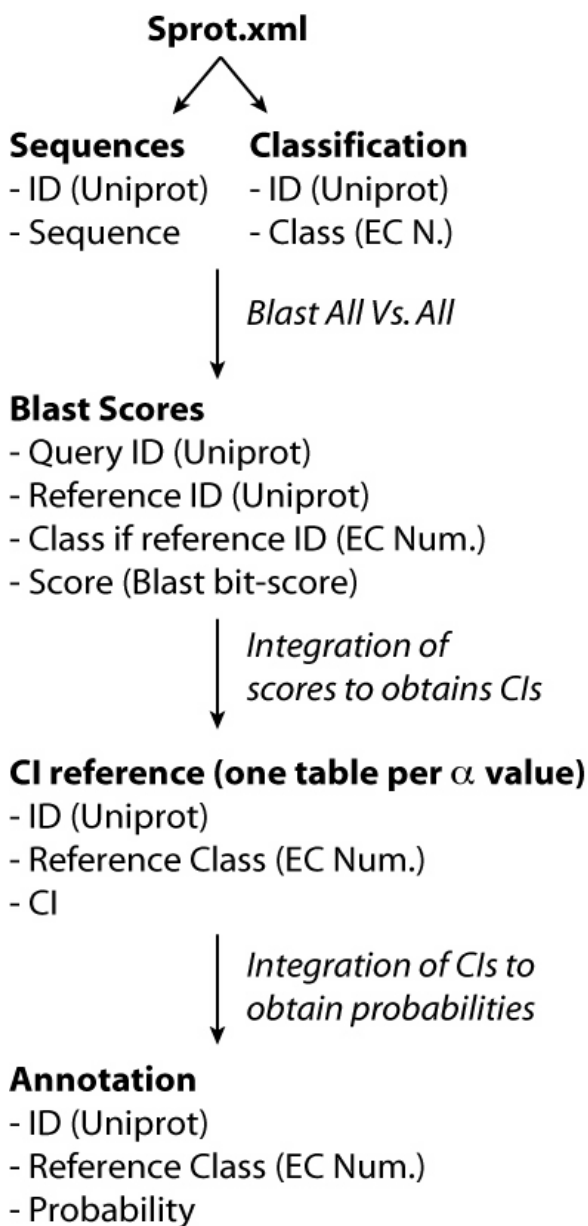 Sprot.xml
Sequences
- ID (Uniprot)
- Sequence
Classification
- ID (Uniprot)
- Class (EC N.)
Blast All Vs. All
Blast Scores
- Query ID (Uniprot)
- Reference ID (Uniprot)
- Class if reference ID (EC Num.)
- Score (Blast bit-score)
Integration of
scores to obtains CIs
CI reference (one table per α value)
- ID (Uniprot)
- Reference Class (EC Num.)
- CI
Integration of CIs to
obtain probabilities
Annotation
- ID (Uniprot)
- Reference Class (EC Num.)
- Probability